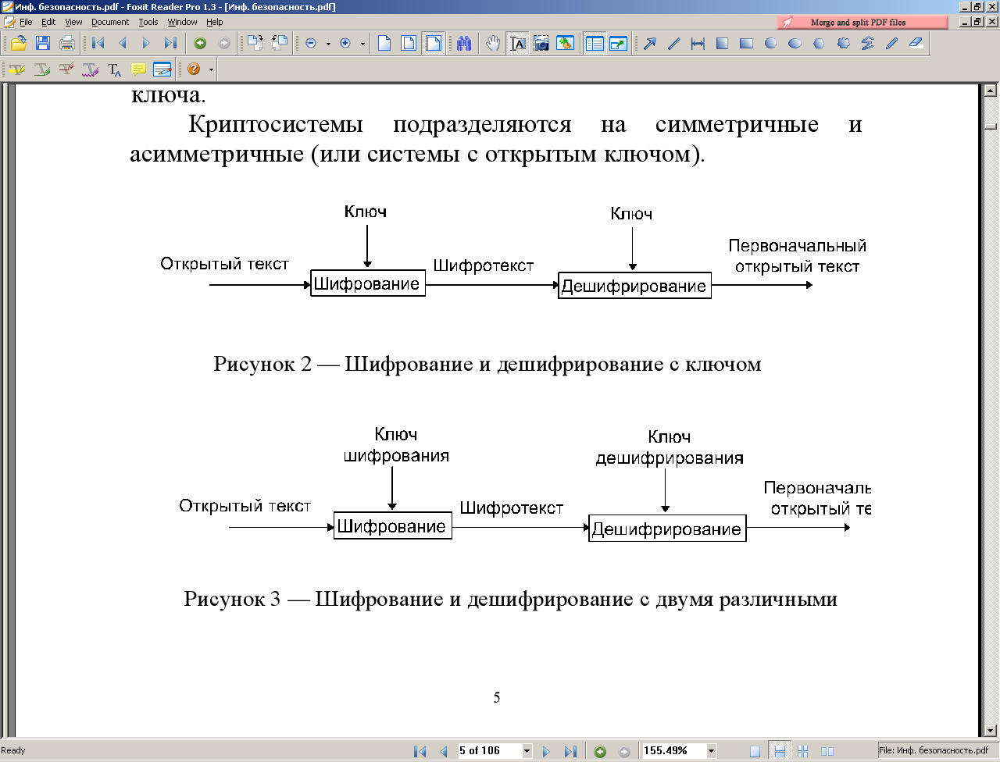 Инф. безопасность.pdf - Foxit Reader Pro 1.3 - [Инф. безопасность.pdf]
File Edit View Document Tools Window Help
Merge and split PDF files
ключа.
Криптосистемы подразделяются на симметричные и
асимметричные (или системы с открытым ключом).
Ключ
Ключ
Открытый текст
Шифротекст
Первоначальный
открытый текст
Шифрование
Дешифрирование
Рисунок 2 — Шифрование и дешифрирование с ключом
Ключ
шифрования
Ключ
дешифрирования
Открытый текст
Шифротекст
Первоначаль
открытый те
Шифрование
Дешифрирование
Рисунок 3 — Шифрование и дешифрирование с двумя различными
5
Ready
5 of 106
155.49%
File: Инф. безопасность.pdf